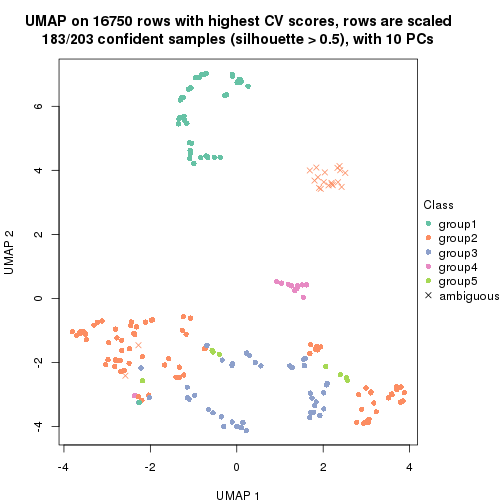 UMAP on 16750 rows with highest CV scores, rows are scaled
183/203 confident samples (silhouette > 0.5), with 10 PCs
6
4
2
0
-2
-4
UMAP 2
-4
-2
0
2
4
UMAP 1
Class
group1
group2
group3
group4
group5
ambiguous